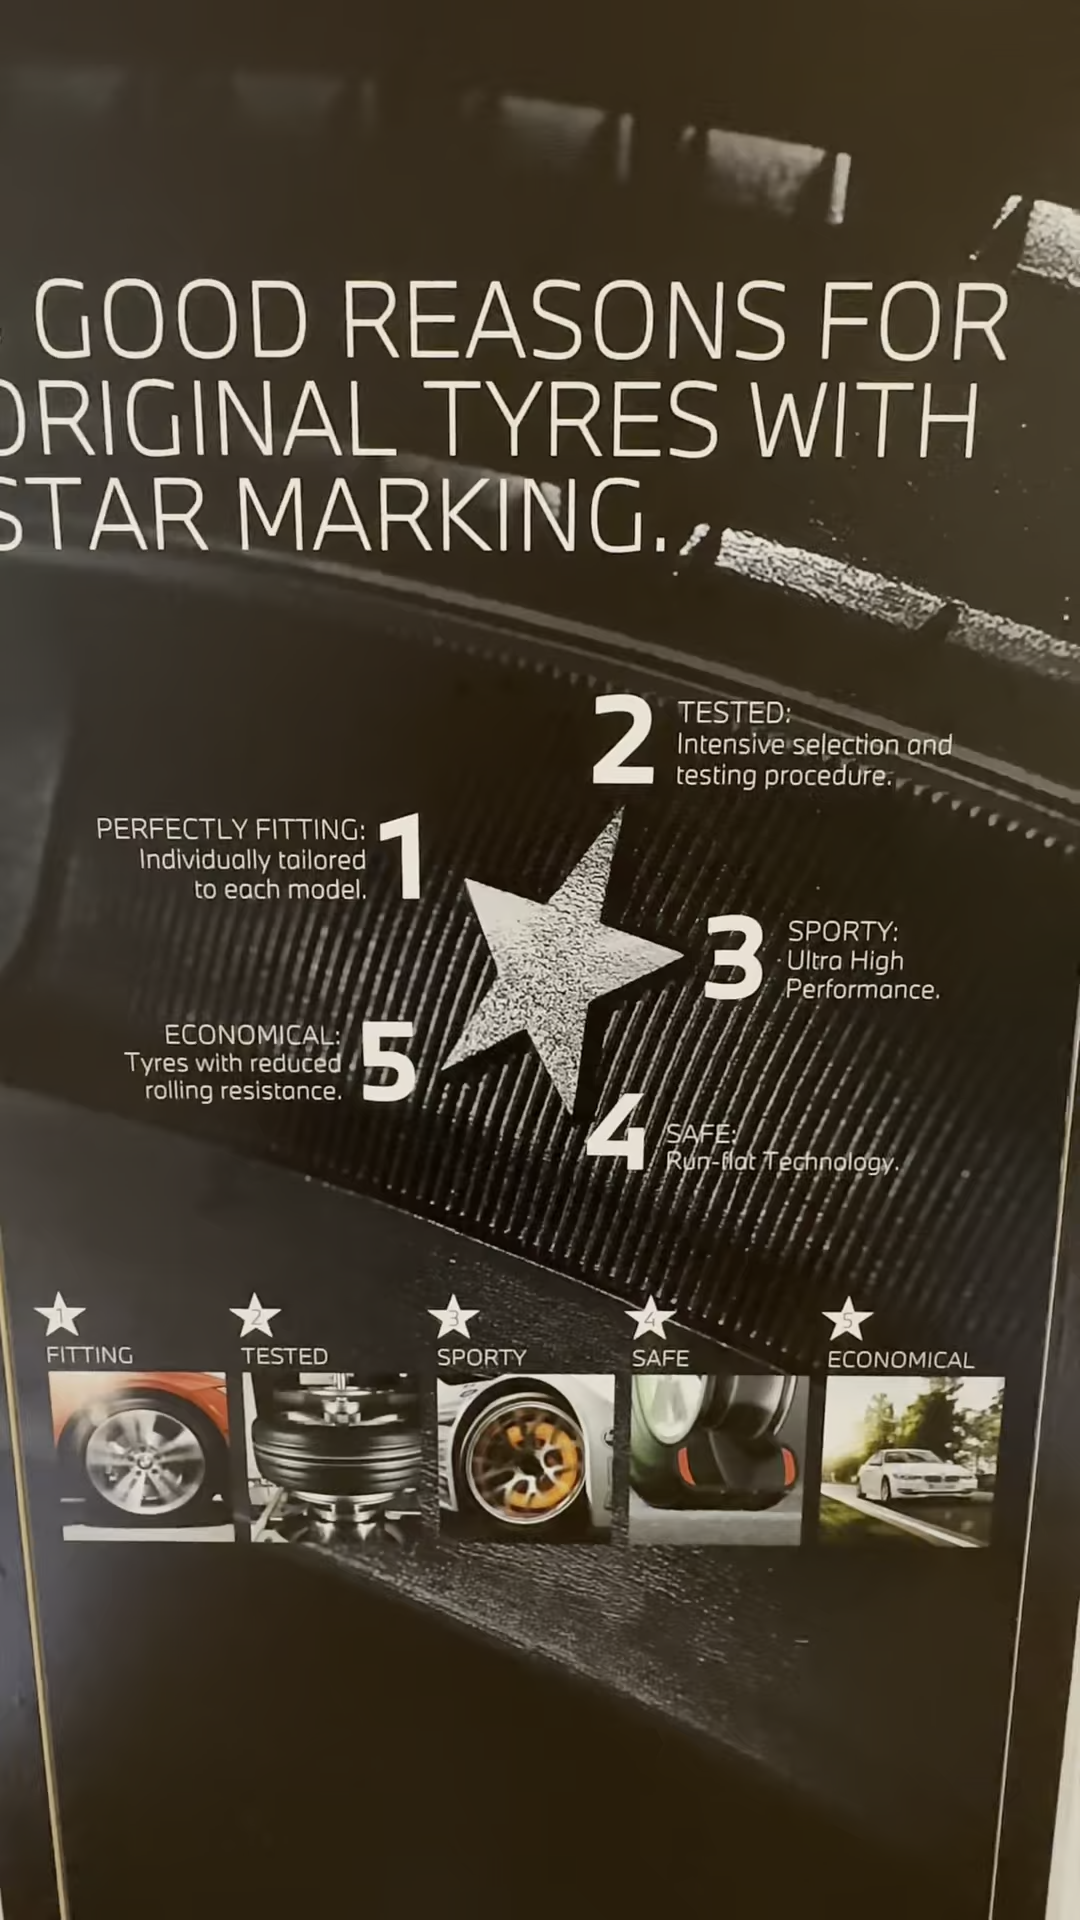 GOOD REASONS FOR
ORIGINAL TYRES WITH
STAR MARKING.
2 TESTED:
Intensive selection and
testing procedure.
PERFECTLY FITTING: 1
Individually tailored
to each model.
3 SPORTY:
Ultra High
Performance.
ECONOMICAL: 5
Tyres with reduced
rolling resistance.
4 SAFE:
Run-flat Technology.
1 2 3 4 5
FITTING TESTED SPORTY SAFE ECONOMICAL